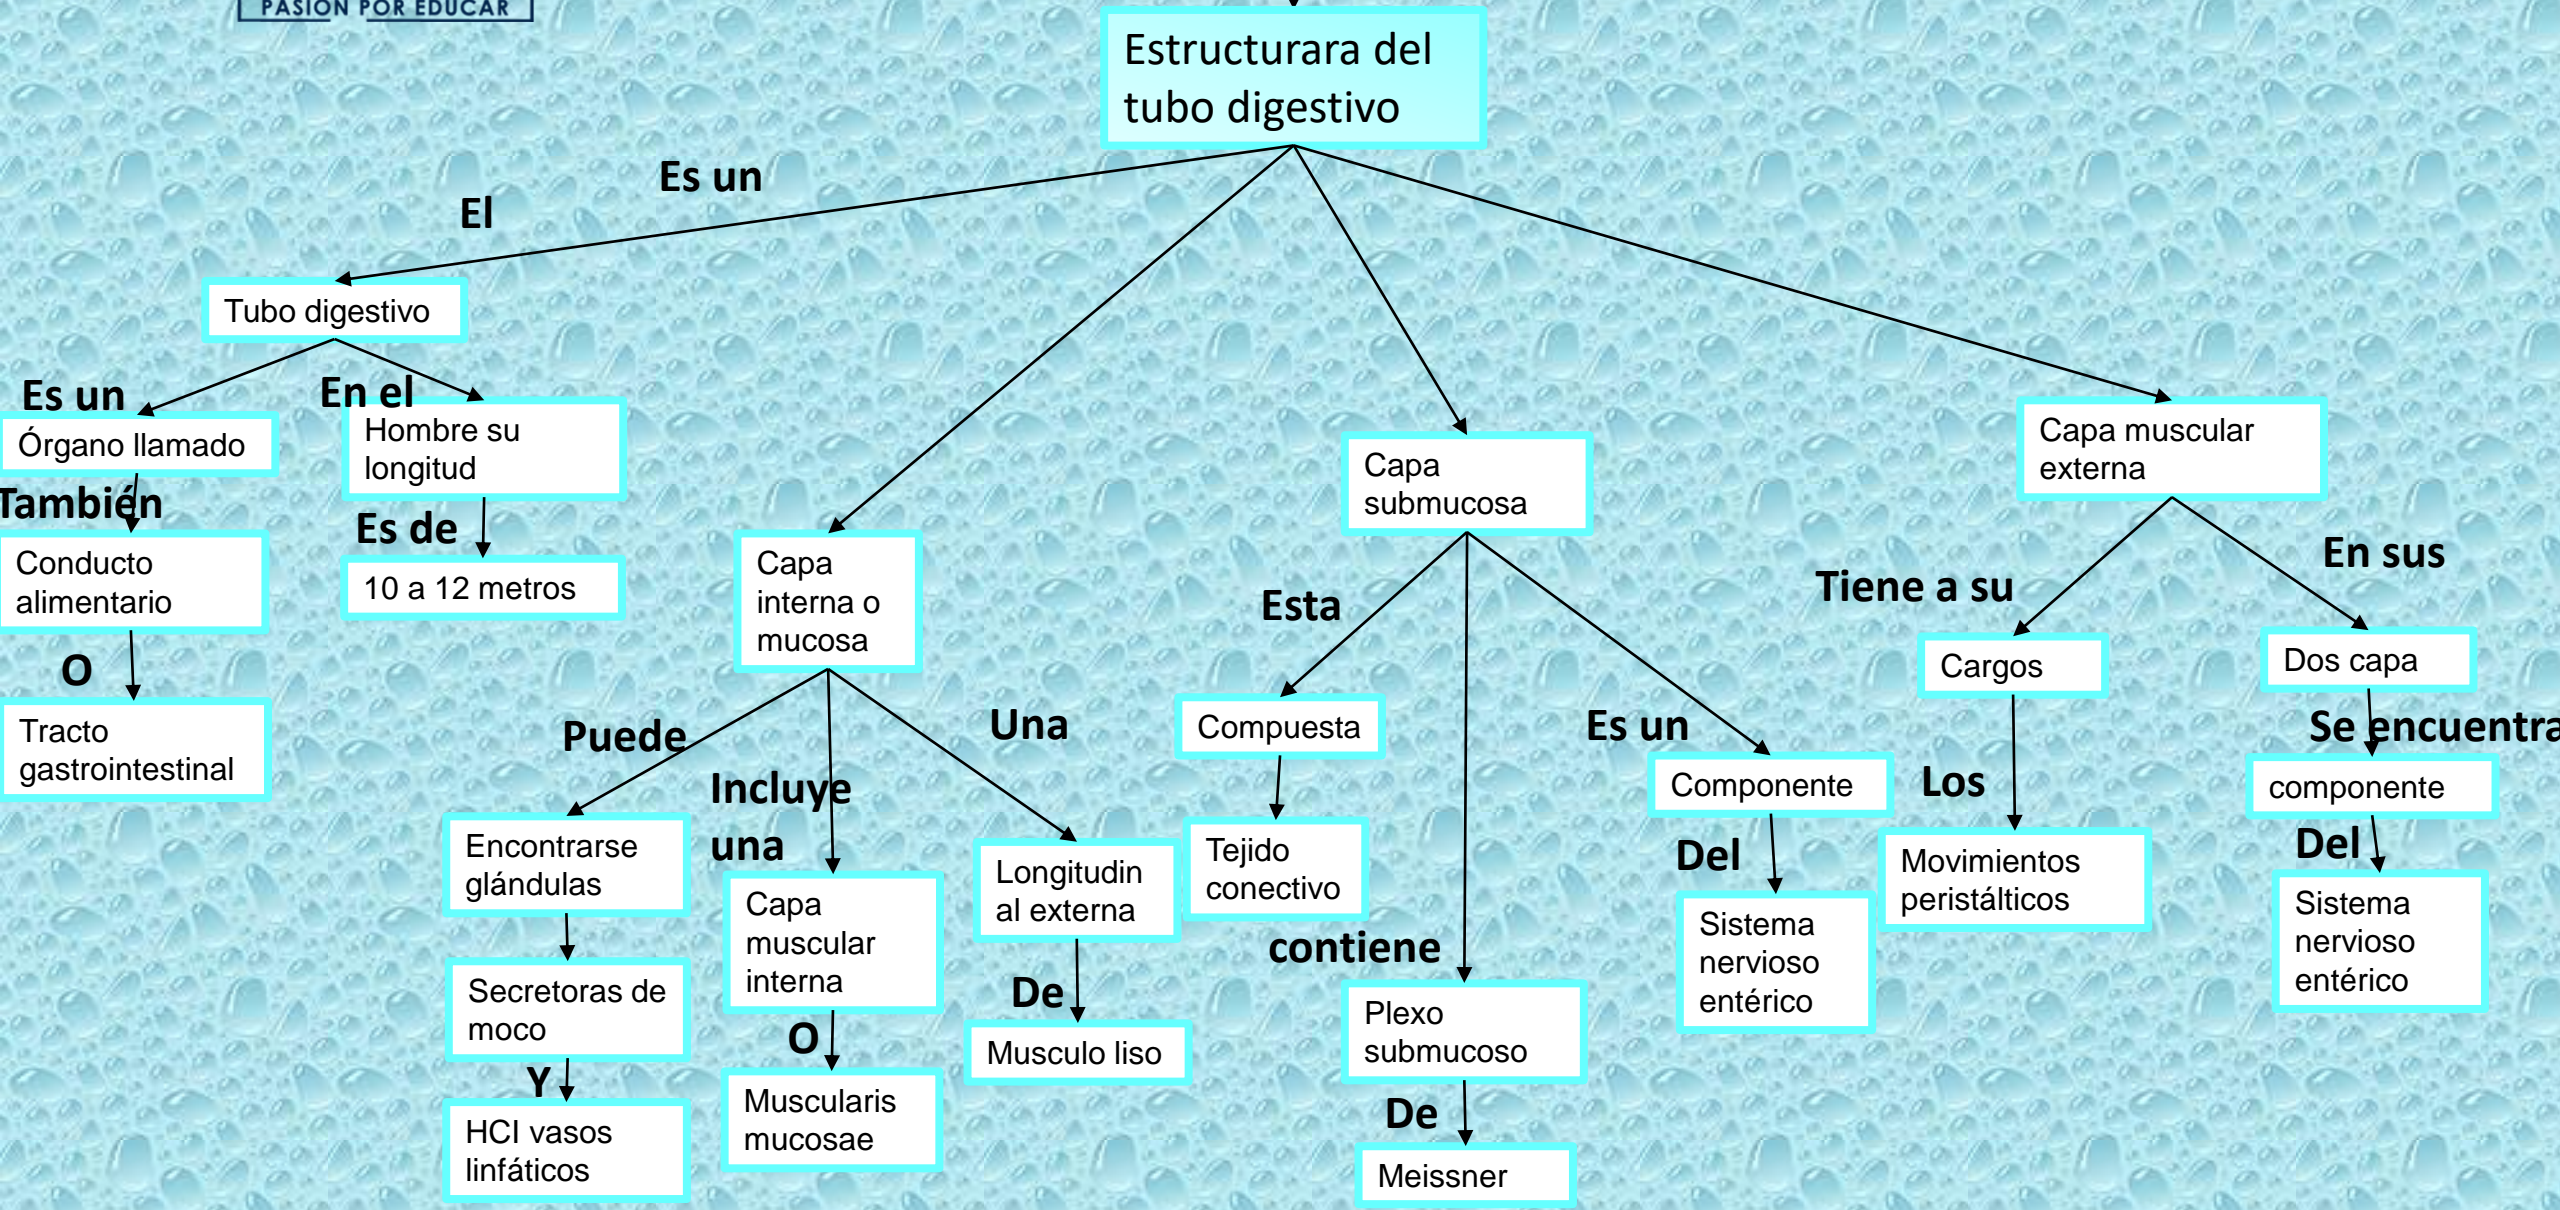 PASIÓN POR EDUCAR
Estructurara del
tubo digestivo
Es un
El
Tubo digestivo
Es un
En el
Órgano llamado
Hombre su
longitud
También
Es de
Conducto
alimentario
10 a 12 metros
O
Tracto
gastrointestinal
Capa
interna o
mucosa
Puede
Incluye
una
Una
Encontrarse
glándulas
Secretoras de
moco
Y
HCl vasos
linfáticos
Capa
muscular
interna
O
Muscularis
mucosae
Longitudin
al externa
De
Musculo liso
Capa
submucosa
Esta
Compuesta
Tejido
conectivo
contiene
Plexo
submucoso
De
Meissner
Es un
Componente
Del
Sistema
nervioso
entérico
Capa muscular
externa
Tiene a su
Cargos
Los
Movimientos
peristálticos
En sus
Dos capa
Se encuentra
componente
Del
Sistema
nervioso
entérico